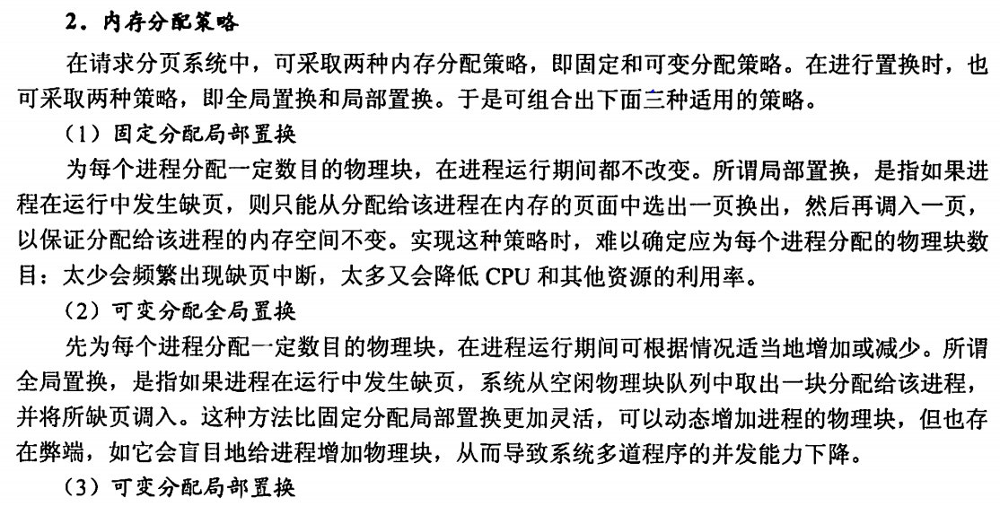 2．内存分配策略
在请求分页系统中，可采取两种内存分配策略，即固定和可变分配策略。在进行置换时，也
可采取两种策略，即全局置换和局部置换。于是可组合出下面三种适用的策略。
（1）固定分配局部置换
为每个进程分配一定数目的物理块，在进程运行期间都不改变。所谓局部置换，是指如果进
程在运行中发生缺页，则只能从分配给该进程在内存的页面中选出一页换出，然后再调入一页，
以保证分配给该进程的内存空间不变。实现这种策略时，难以确定应为每个进程分配的物理块数
目：太少会频繁出现缺页中断，太多又会降低 CPU 和其他资源的利用率。
（2）可变分配全局置换
先为每个进程分配一定数目的物理块，在进程运行期间可根据情况适当地增加或减少。所谓
全局置换，是指如果进程在运行中发生缺页，系统从空闲物理块队列中取出一块分配给该进程，
并将所缺页调入。这种方法比固定分配局部置换更加灵活，可以动态增加进程的物理块，但也存
在弊端，如它会盲目地给进程增加物理块，从而导致系统多道程序的并发能力下降。
（3）可变分配局部置换